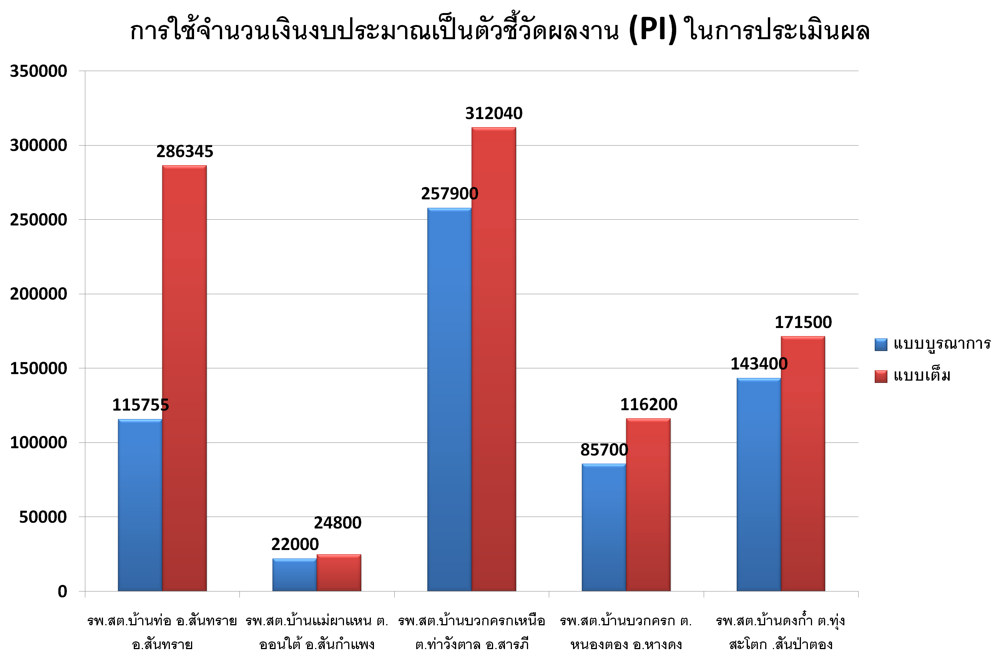 การใช้จำนวนเงินงบประมาณเป็นตัวชี้วัดผลงาน (PI) ในการประเมินผล
350000
300000
250000
200000
150000
100000
50000
0
115755
286345
22000
24800
257900
312040
85700
116200
143400
171500
แบบบูรณาการ
แบบเต็ม
รพ.สต.บ้านท่อ อ.สันทราย
อ.สันทราย
รพ.สต.บ้านแม่ผาแหน ต.
ออนใต้ อ.สันกำแพง
รพ.สต.บ้านบวกครกเหนือ
ต.ท่าวังตาล อ.สารภี
รพ.สต.บ้านบวกครก ต.
หนองตอง อ.หางดง
รพ.สต.บ้านดงก๋ำ ต.ทุ่ง
สะโตก .สันป่าตอง